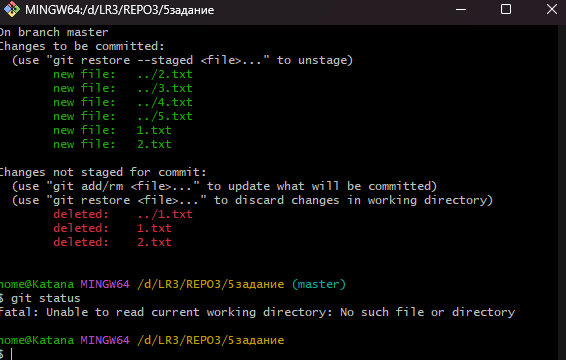 MINGW64:/d/LR3/REPO3/5задание
On branch master
Changes to be committed:
  (use "git restore --staged <file>..." to unstage)
        new file:   ../2.txt
        new file:   ../3.txt
        new file:   ../4.txt
        new file:   ../5.txt
        new file:   1.txt
        new file:   2.txt

Changes not staged for commit:
  (use "git add/rm <file>..." to update what will be committed)
  (use "git restore <file>..." to discard changes in working directory)
        deleted:    ../1.txt
        deleted:    1.txt
        deleted:    2.txt

home@Katana MINGW64 /d/LR3/REPO3/5задание (master)
$ git status
fatal: Unable to read current working directory: No such file or directory

home@Katana MINGW64 /d/LR3/REPO3/5задание
$